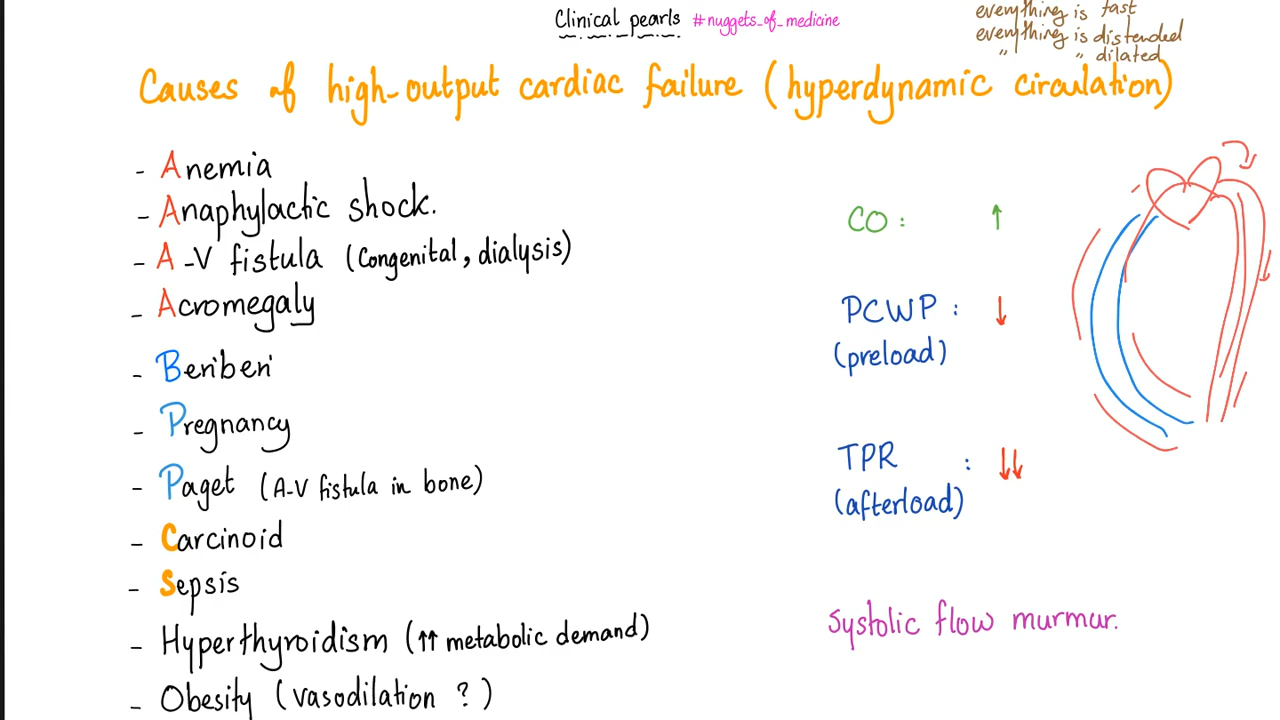 Clinical pearls #nuggets_of_medicine
everything is fast
everything is distended
" " dilated
Causes of high-output cardiac failure (hyperdynamic circulation)
- Anemia
- Anaphylactic shock.
- A-V fistula (Congenital, dialysis)
- Acromegaly
- Beriberi
- Pregnancy
- Paget (A-V fistula in bone)
- Carcinoid
- Sepsis
- Hyperthyroidism (↑↑ metabolic demand)
- Obesity (vasodilation ?)
CO : ↑
PCWP : ↓
(preload)
TPR : ↓↓
(afterload)
Systolic flow murmur.